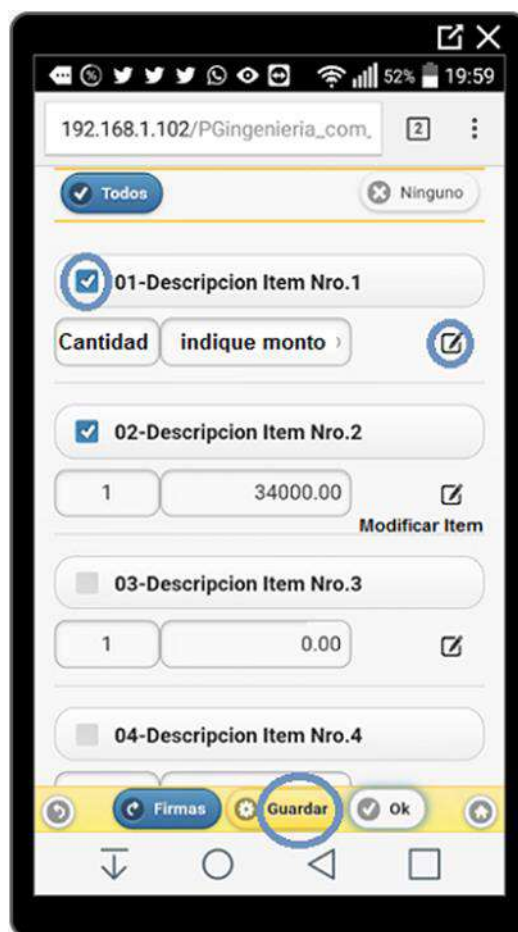 52% 19:59
192.168.1.102/PGingenieria_com_ 2
Todos Ninguno
01-Descripcion Item Nro.1
Cantidad indique monto
02-Descripcion Item Nro.2
1 34000.00
Modificar Item
03-Descripcion Item Nro.3
1 0.00
04-Descripcion Item Nro.4
Firmas Guardar Ok